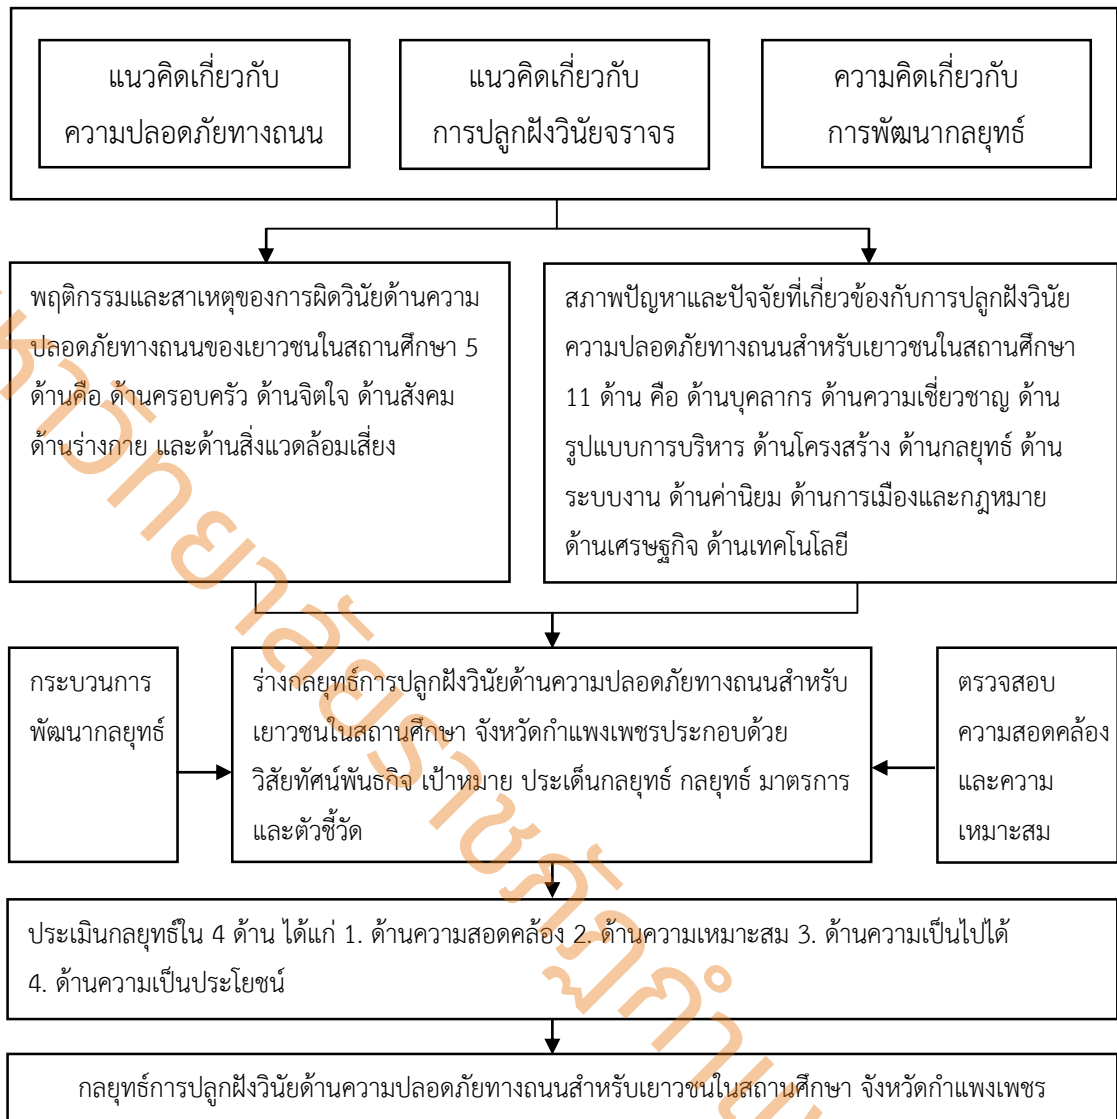 แนวคิดเกี่ยวกับ
ความปลอดภัยทางถนน
แนวคิดเกี่ยวกับ
การปลูกฝังวินัยจราจร
ความคิดเกี่ยวกับ
การพัฒนากลยุทธ์
พฤติกรรมและสาเหตุของการผิดวินัยด้านความ
ปลอดภัยทางถนนของเยาวชนในสถานศึกษา 5
ด้านคือ ด้านครอบครัว ด้านจิตใจ ด้านสังคม
ด้านร่างกาย และด้านสิ่งแวดล้อมเสี่ยง
สภาพปัญหาและปัจจัยที่เกี่ยวข้องกับการปลูกฝังวินัย
ความปลอดภัยทางถนนสำหรับเยาวชนในสถานศึกษา
11 ด้าน คือ ด้านบุคลากร ด้านความเชี่ยวชาญ ด้าน
รูปแบบการบริหาร ด้านโครงสร้าง ด้านกลยุทธ์ ด้าน
ระบบงาน ด้านค่านิยม ด้านการเมืองและกฎหมาย
ด้านเศรษฐกิจ ด้านเทคโนโลยี
กระบวนการ
พัฒนากลยุทธ์
ร่างกลยุทธ์การปลูกฝังวินัยด้านความปลอดภัยทางถนนสำหรับ
เยาวชนในสถานศึกษา จังหวัดกำแพงเพชรประกอบด้วย
วิสัยทัศน์พันธกิจ เป้าหมาย ประเด็นกลยุทธ์ กลยุทธ์ มาตรการ
และตัวชี้วัด
ตรวจสอบ
ความสอดคล้อง
และความ
เหมาะสม
ประเมินกลยุทธ์ใน 4 ด้าน ได้แก่ 1. ด้านความสอดคล้อง 2. ด้านความเหมาะสม 3. ด้านความเป็นไปได้
4. ด้านความเป็นประโยชน์
กลยุทธ์การปลูกฝังวินัยด้านความปลอดภัยทางถนนสำหรับเยาวชนในสถานศึกษา จังหวัดกำแพงเพชร